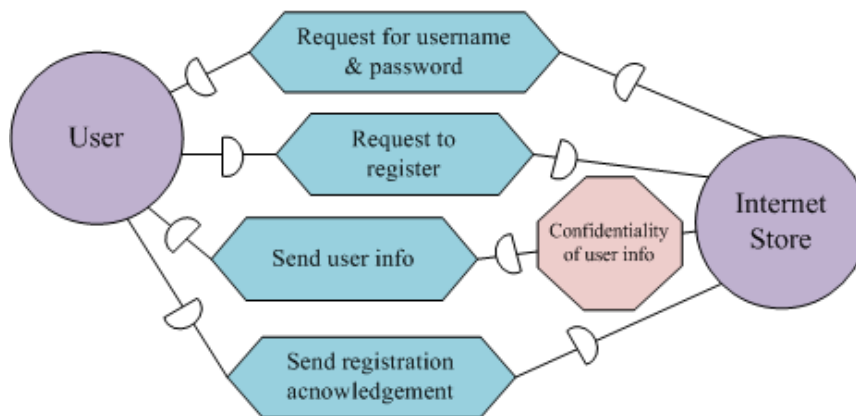 Request for username
& password
User
Request to
register
Internet
Store
Confidentiality
of user info
Send user info
Send registration
acnowledgement